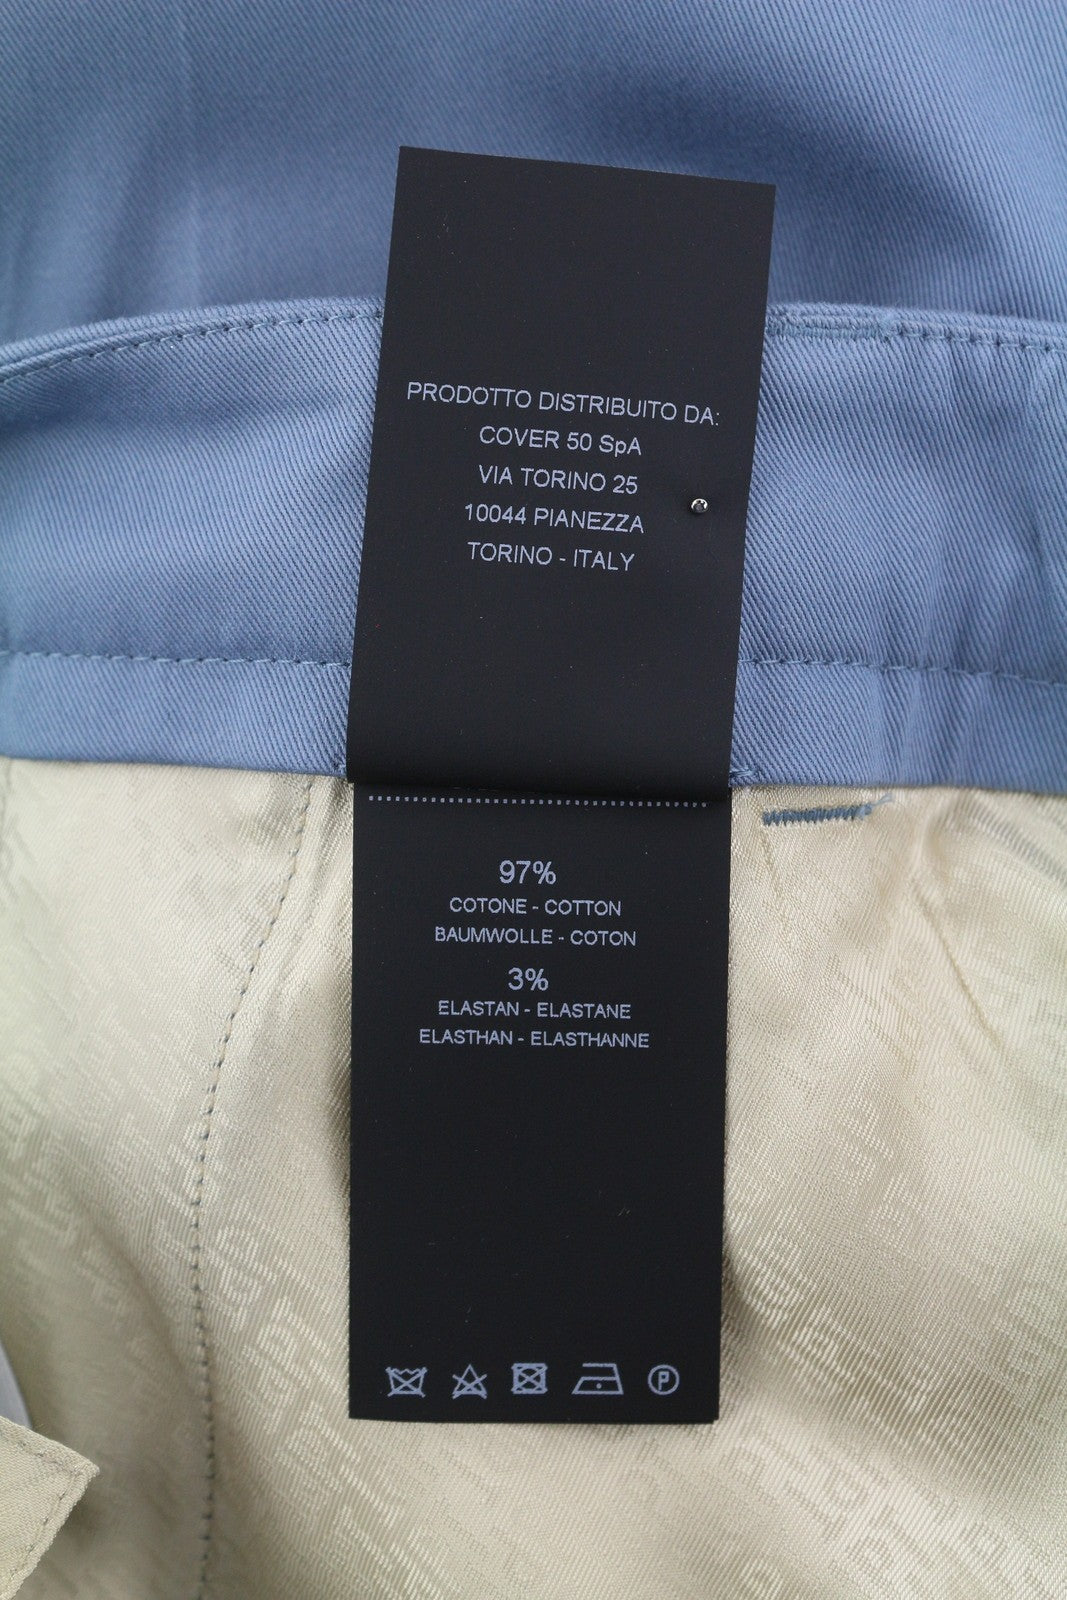 PRODOTTO DISTRIBUITO DA:
COVER 50 SpA
VIA TORINO 25
10044 PIANEZZA
TORINO - ITALY
97%
COTONE - COTTON
BAUMWOLLE - COTON
3%
ELASTAN - ELASTANE
ELASTHAN - ELASTHANNE
P